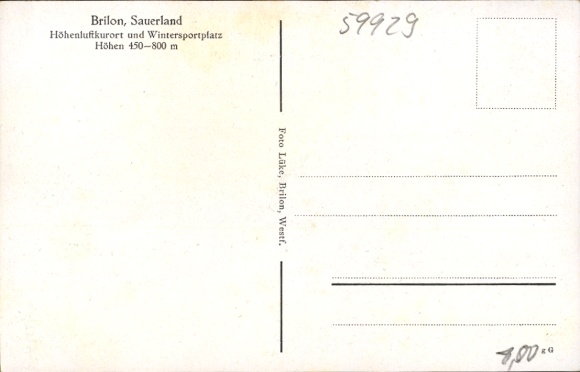 Brilon, Sauerland
Höhenluftkurort und Wintersportplatz
Höhen 450—800 m
59929
Foto Lüke, Brilon, Westf.
1,00
g G